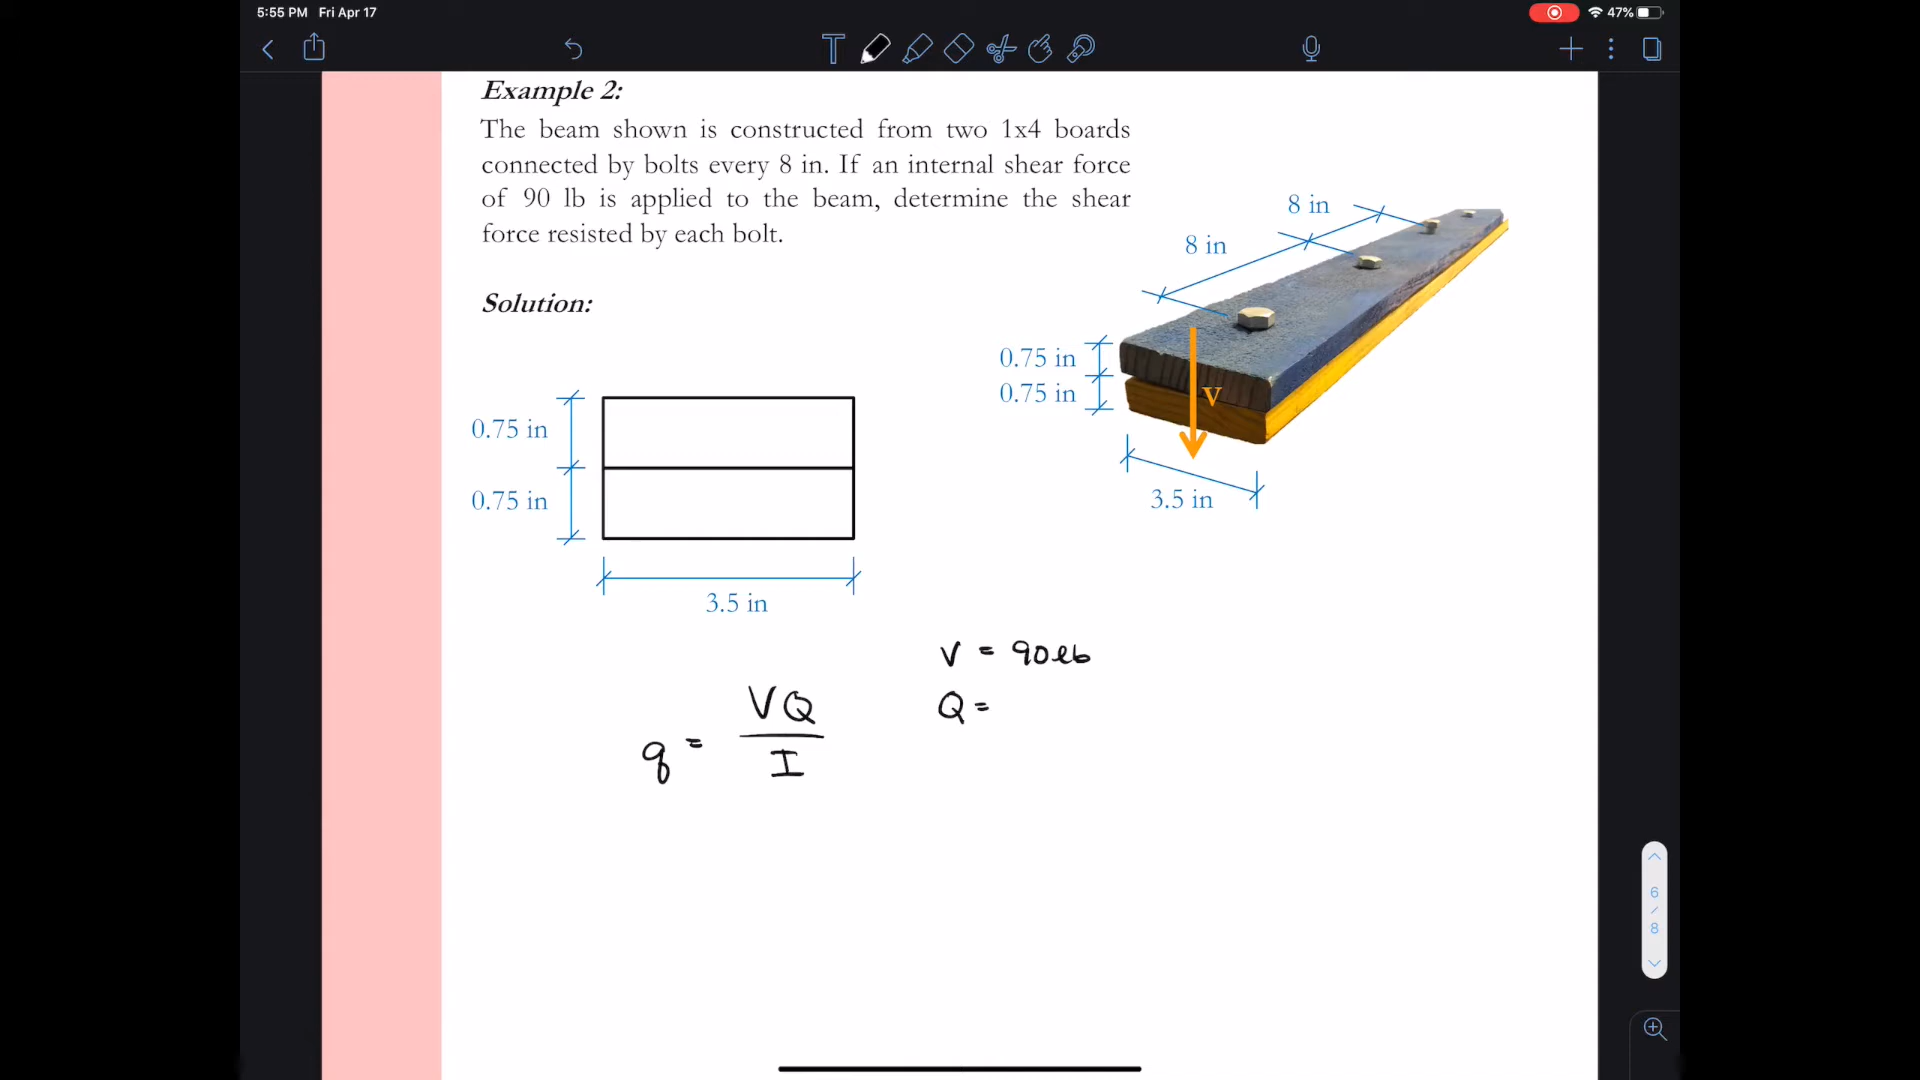 5:55 PM Fri Apr 17
47%
Example 2:
The beam shown is constructed from two 1x4 boards
connected by bolts every 8 in. If an internal shear force
of 90 lb is applied to the beam, determine the shear
force resisted by each bolt.
8 in
8 in
Solution:
0.75 in
0.75 in
V
3.5 in
0.75 in
0.75 in
3.5 in
V = 90 lb
Q =
q = VQ
I
6
/
8